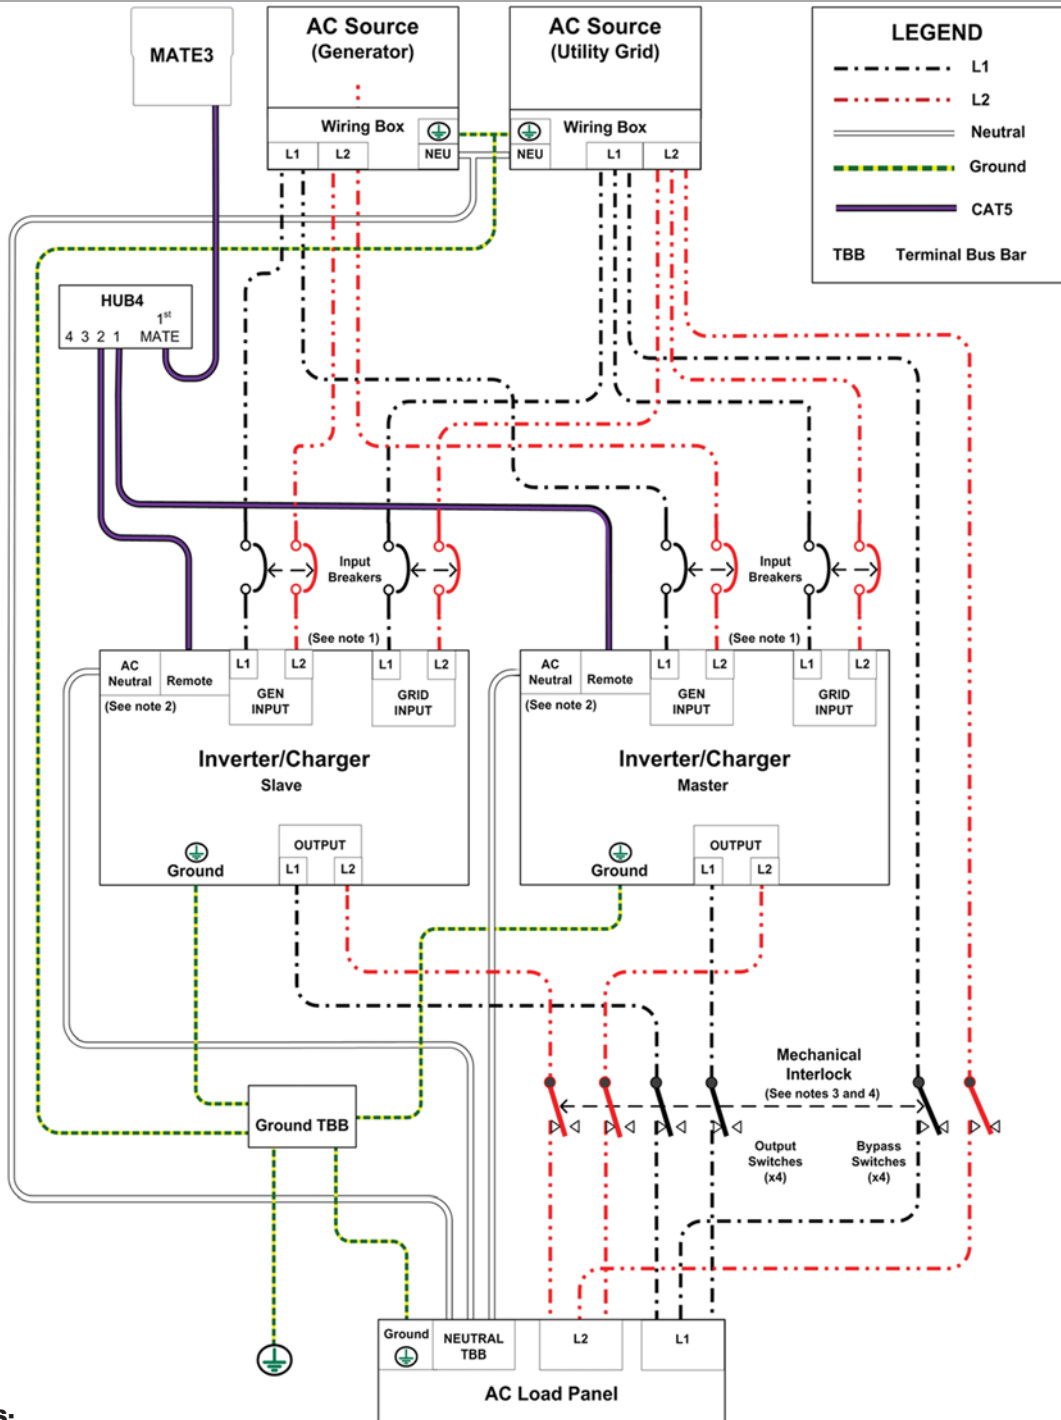 MATE3
AC Source
(Generator)
Wiring Box
L1
L2
NEU
AC Source
(Utility Grid)
Wiring Box
NEU
L1
L2
LEGEND
L1
L2
Neutral
Ground
CAT5
TBB Terminal Bus Bar
HUB4
1st
4 3 2 1 MATE
Input
Breakers
(See note 1)
Input
Breakers
(See note 1)
AC
Neutral
Remote
(See note 2)
L1
L2
GEN
INPUT
L1
L2
GRID
INPUT
Inverter/Charger
Slave
OUTPUT
L1
L2
Ground
AC
Neutral
Remote
(See note 2)
L1
L2
GEN
INPUT
L1
L2
GRID
INPUT
Inverter/Charger
Master
OUTPUT
L1
L2
Ground
Mechanical
Interlock
(See notes 3 and 4)
Output
Switches
(x4)
Bypass
Switches
(x4)
Ground TBB
Ground
NEUTRAL
TBB
L2
L1
AC Load Panel